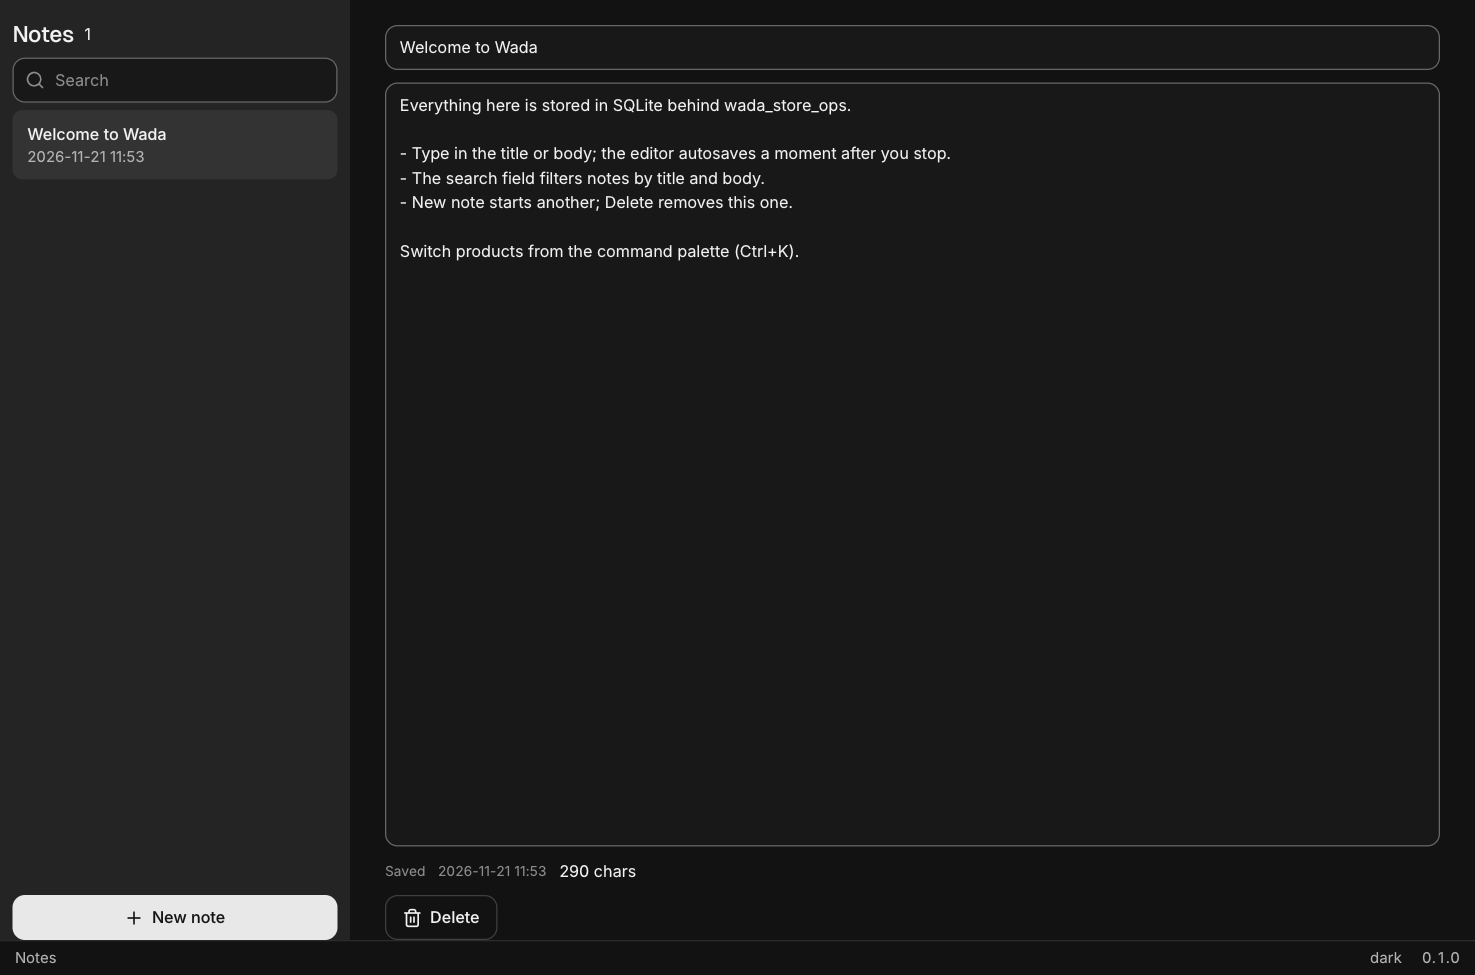 Notes 1
Search
Welcome to Wada
2026-11-21 11:53
New note
Welcome to Wada
Everything here is stored in SQLite behind wada_store_ops.
- Type in the title or body; the editor autosaves a moment after you stop.
- The search field filters notes by title and body.
- New note starts another; Delete removes this one.
Switch products from the command palette (Ctrl+K).
Saved 2026-11-21 11:53 290 chars
Delete
Notes
dark 0.1.0